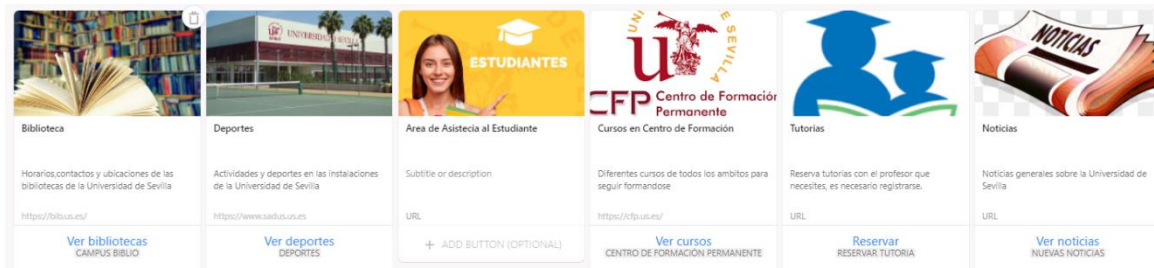 UNIVERSIDAD DE SEVILLA
ESTUDIANTES
SEVILLA
CFP Centro de Formación
Permanente
NOTICIAS
Biblioteca
Horarios,contactos y ubicaciones de las
bibliotecas de la Universidad de Sevilla
https://bib.us.es/
Ver bibliotecas
CAMPUS BIBLIO
Deportes
Actividades y deportes en las instalaciones
de la Universidad de Sevilla
https://www.sadus.us.es
Ver deportes
DEPORTES
Area de Asistecia al Estudiante
Subtitle or description
URL
+ ADD BUTTON (OPTIONAL)
Cursos en Centro de Formación
Diferentes cursos de todos los ambitos para
seguir formandose
https://cfp.us.es/
Ver cursos
CENTRO DE FORMACIÓN PERMANENTE
Tutorias
Reserva tutorias con el profesor que
necesites, es necesario registrarse.
URL
Reservar
RESERVAR TUTORIA
Noticias
Noticias generales sobre la Universidad de
Sevilla
URL
Ver noticias
NUEVAS NOTICIAS